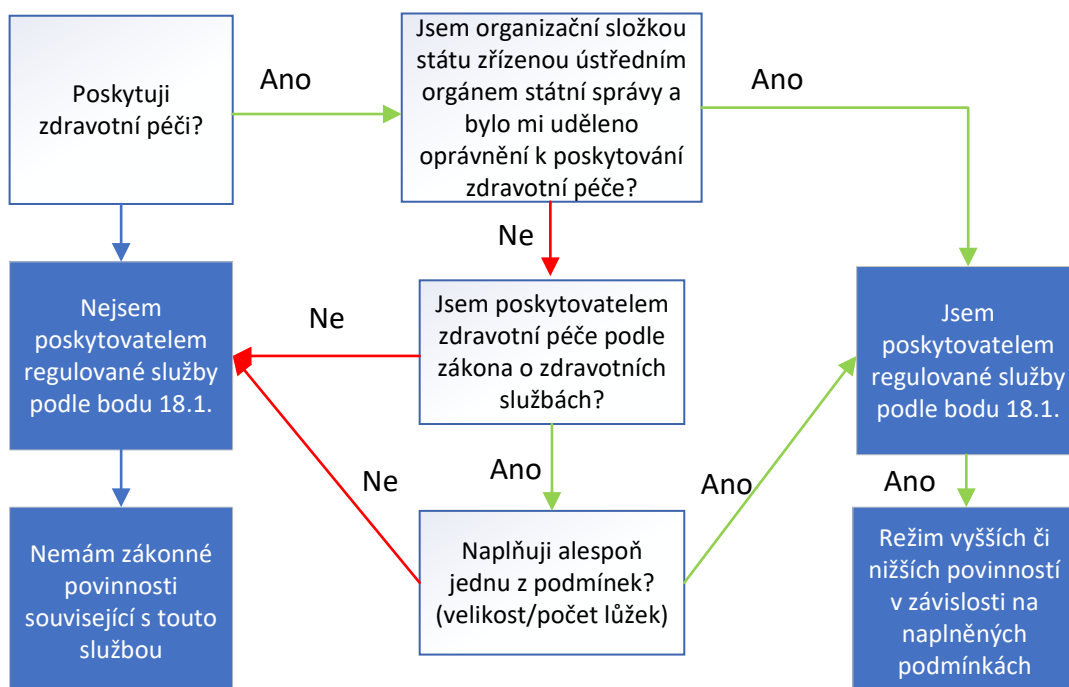 Poskytuji
zdravotní péči?
Ano
Jsem organizační složkou
státu zřízenou ústředním
orgánem státní správy a
bylo mi uděleno
oprávnění k poskytování
zdravotní péče?
Ano
Ne
Nejsem
poskytovatelem
regulované služby
podle bodu 18.1.
Ne
Jsem poskytovatelem
zdravotní péče podle
zákona o zdravotních
službách?
Jsem
poskytovatelem
regulované služby
podle bodu 18.1.
Ne
Ano
Ano
Ano
Nemám zákonné
povinnosti
související s touto
službou
Naplňuji alespoň
jednu z podmínek?
(velikost/počet lůžek)
Režim vyšších či
nižších povinností
v závislosti na
naplněných
podmínkách